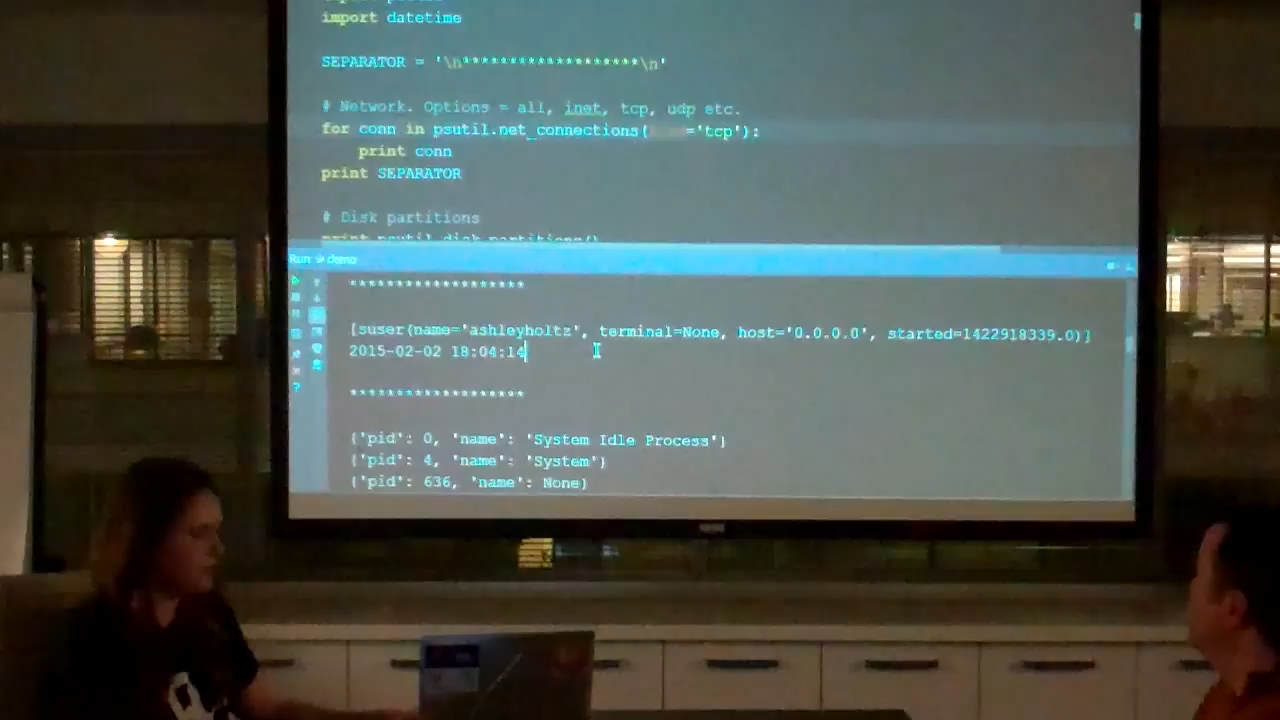 import datetime
SEPARATOR = '\n*******************\n'
# Network. Options = all, inet, tcp, udp etc.
for conn in psutil.net_connections( ='tcp'):
print conn
print SEPARATOR
# Disk partitions
print psutil.disk_partitions()
Run demo
*******************
[suser(name='ashleyholtz', terminal=None, host='0.0.0.0', started=1422918339.0)]
2015-02-02 18:04:14
*******************
{'pid': 0, 'name': 'System Idle Process'}
{'pid': 4, 'name': 'System'}
{'pid': 636, 'name': None}